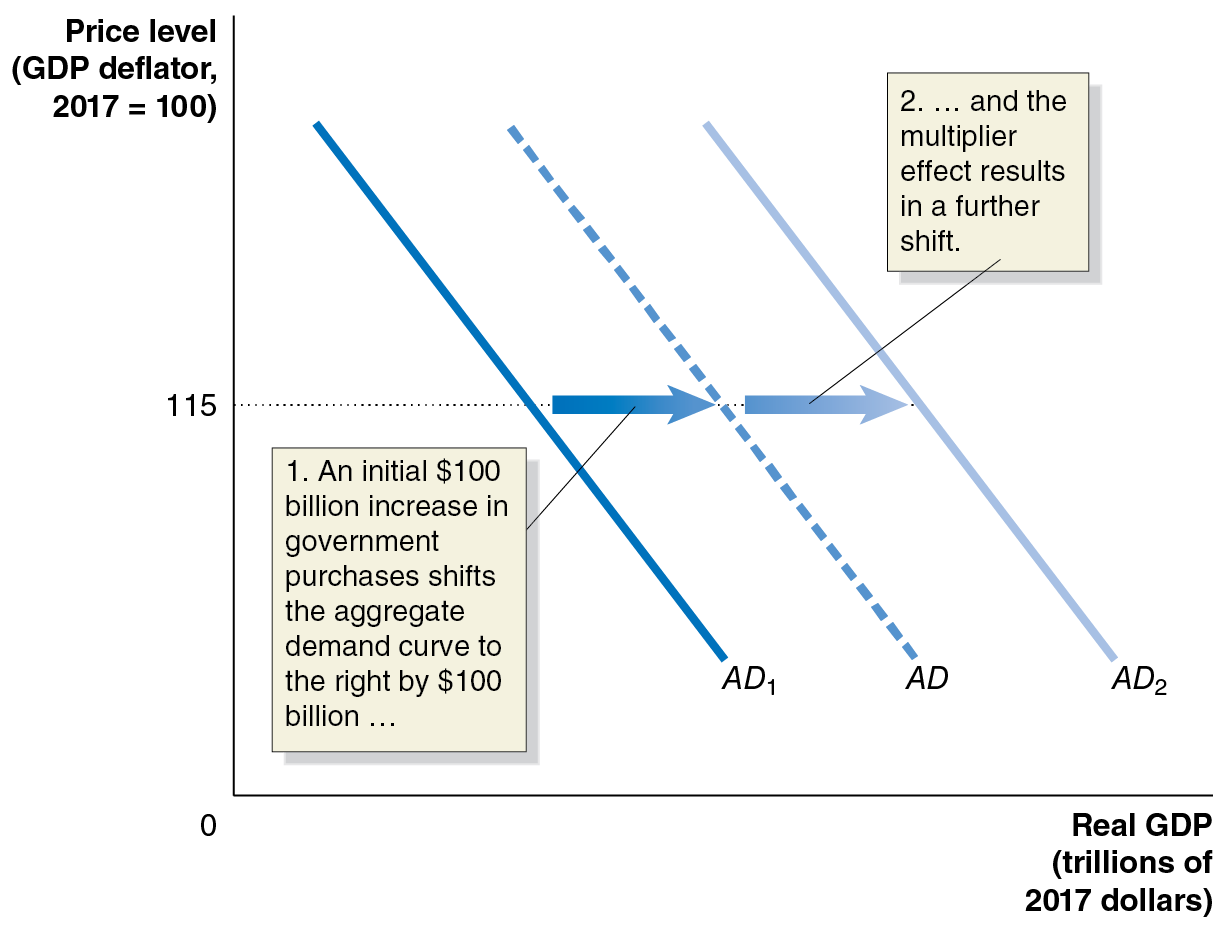 Price level
(GDP deflator,
2017 = 100)
2. … and the
multiplier
effect results
in a further
shift.
115
1. An initial $100
billion increase in
government
purchases shifts
the aggregate
demand curve to
the right by $100
billion …
AD₁
AD
AD₂
0
Real GDP
(trillions of
2017 dollars)